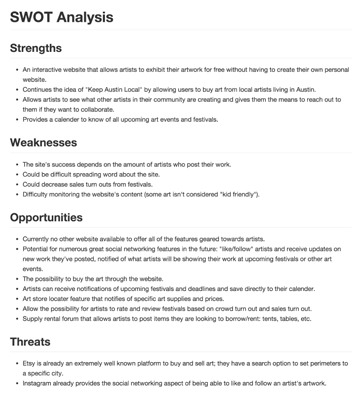 SWOT Analysis
Strengths
• An interactive website that allows artists to exhibit their artwork for free without having to create their own personal
website.
• Continues the idea of "Keep Austin Local" by allowing users to buy art from local artists living in Austin.
• Allows artists to see what other artists in their community are creating and gives them the means to reach out to
them if they want to collaborate.
• Provides a calender to know of all upcoming art events and festivals.
Weaknesses
• The site's success depends on the amount of artists who post their work.
• Could be difficult spreading word about the site.
• Could decrease sales turn outs from festivals.
• Difficulty monitoring the website's content (some art isn't considered "kid friendly").
Opportunities
• Currently no other website available to offer all of the features geared towards artists.
• Potential for numerous great social networking features in the future: "like/follow" artists and receive updates on
new work they've posted, notified of what artists will be showing their work at upcoming festivals or other art
events.
• The possibility to buy the art through the website.
• Artists can receive notifications of upcoming festivals and deadlines and save directly to their calender.
• Art store locater feature that notifies of specific art supplies and prices.
• Allow the possibility for artists to rate and review festivals based on crowd turn out and sales turn out.
• Supply rental forum that allows artists to post items they are looking to borrow/rent: tents, tables, etc.
Threats
• Etsy is already an extremely well known platform to buy and sell art; they have a search option to set perimeters to
a specific city.
• Instagram already provides the social networking aspect of being able to like and follow an artist's artwork.